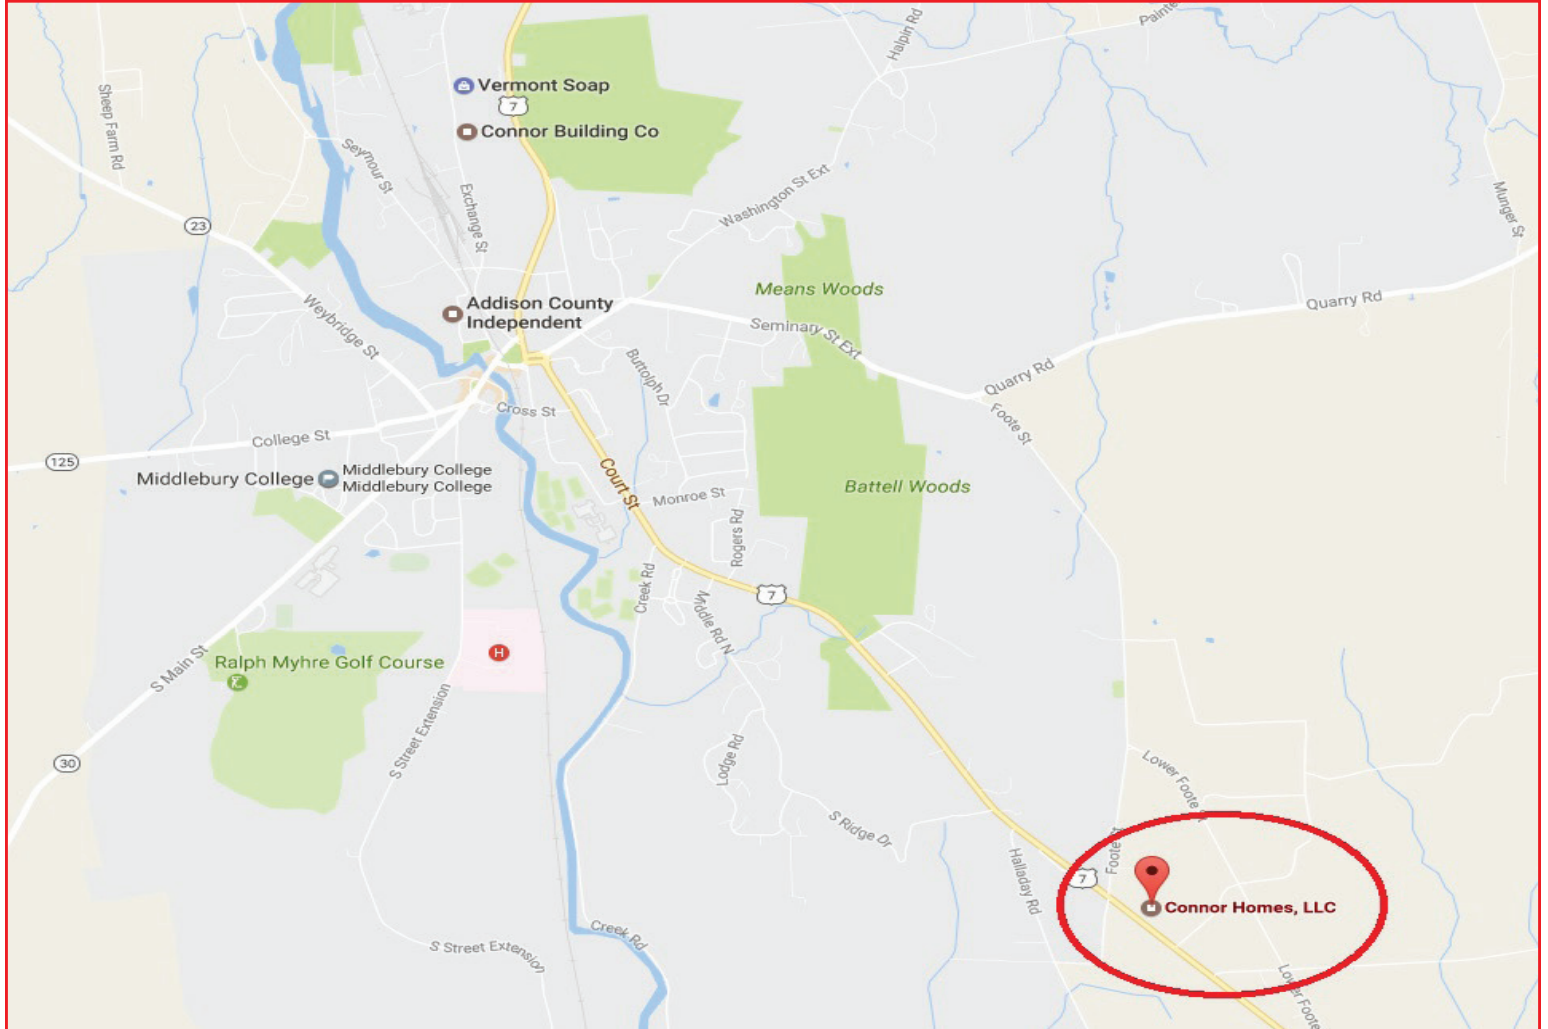 Painte
Halpin Rd
Vermont Soap
7
Sheep Farm Rd
Connor Building Co
Seymour St
Exchange St
Washington St Ext
Munger St
23
Means Woods
Quarry Rd
Addison County
Independent
Weybridge St
Seminary St Ext
Buttolph Dr
Quarry Rd
Cross St
Foote St
College St
125
Middlebury College
Middlebury College
Middlebury College
Court St
Monroe St
Battell Woods
Rogers Rd
Creek Rd
7
Middle Rd N
H
S Main St
Ralph Myhre Golf Course
S Street Extension
30
Lodge Rd
Lower Foote St
S Ridge Dr
Foote St
Halladay Rd
7
Connor Homes, LLC
Creek Rd
S Street Extension
Lower Foote